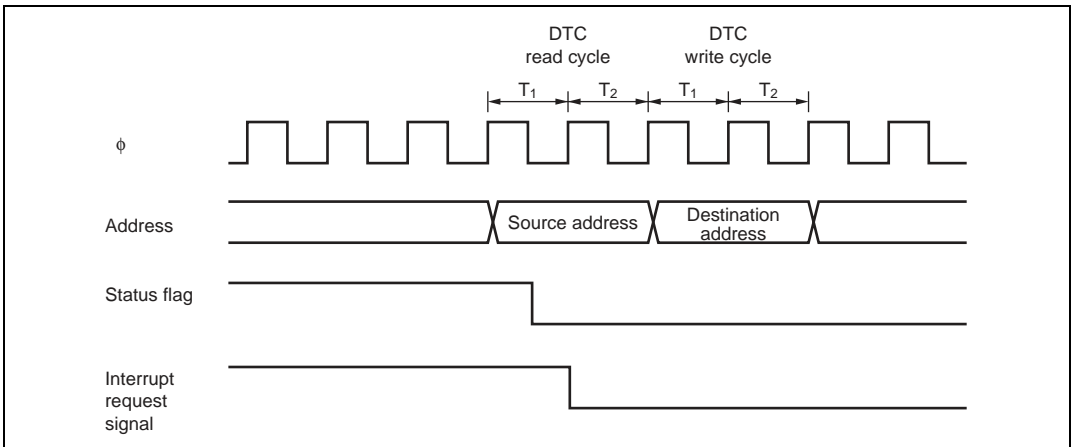 DTC
read cycle
DTC
write cycle
T1
T2
T1
T2
ϕ
Address
Source address
Destination
address
Status flag
Interrupt
request
signal